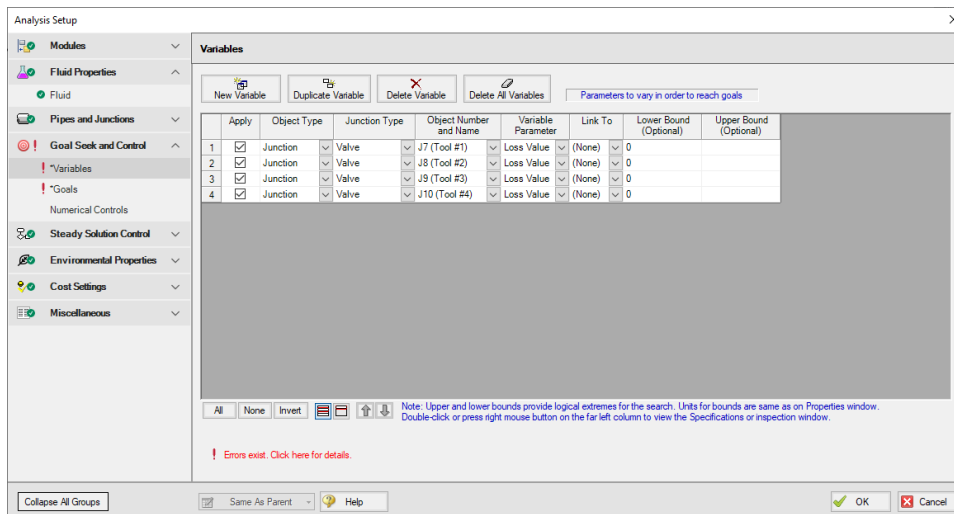 Analysis Setup
Modules
Fluid Properties
Fluid
Pipes and Junctions
Goal Seek and Control
*Variables
*Goals
Numerical Controls
Steady Solution Control
Environmental Properties
Cost Settings
Miscellaneous
Variables
New Variable Duplicate Variable Delete Variable Delete All Variables Parameters to vary in order to reach goals
Apply Object Type Junction Type Object Number and Name Variable Parameter Link To Lower Bound (Optional) Upper Bound (Optional)
1 Junction Valve J7 (Tool #1) Loss Value (None) 0
2 Junction Valve J8 (Tool #2) Loss Value (None) 0
3 Junction Valve J9 (Tool #3) Loss Value (None) 0
4 Junction Valve J10 (Tool #4) Loss Value (None) 0
All None Invert
Note: Upper and lower bounds provide logical extremes for the search. Units for bounds are same as on Properties window.
Double-click or press right mouse button on the far left column to view the Specifications or inspection window.
! Errors exist. Click here for details.
Collapse All Groups Same As Parent Help OK Cancel